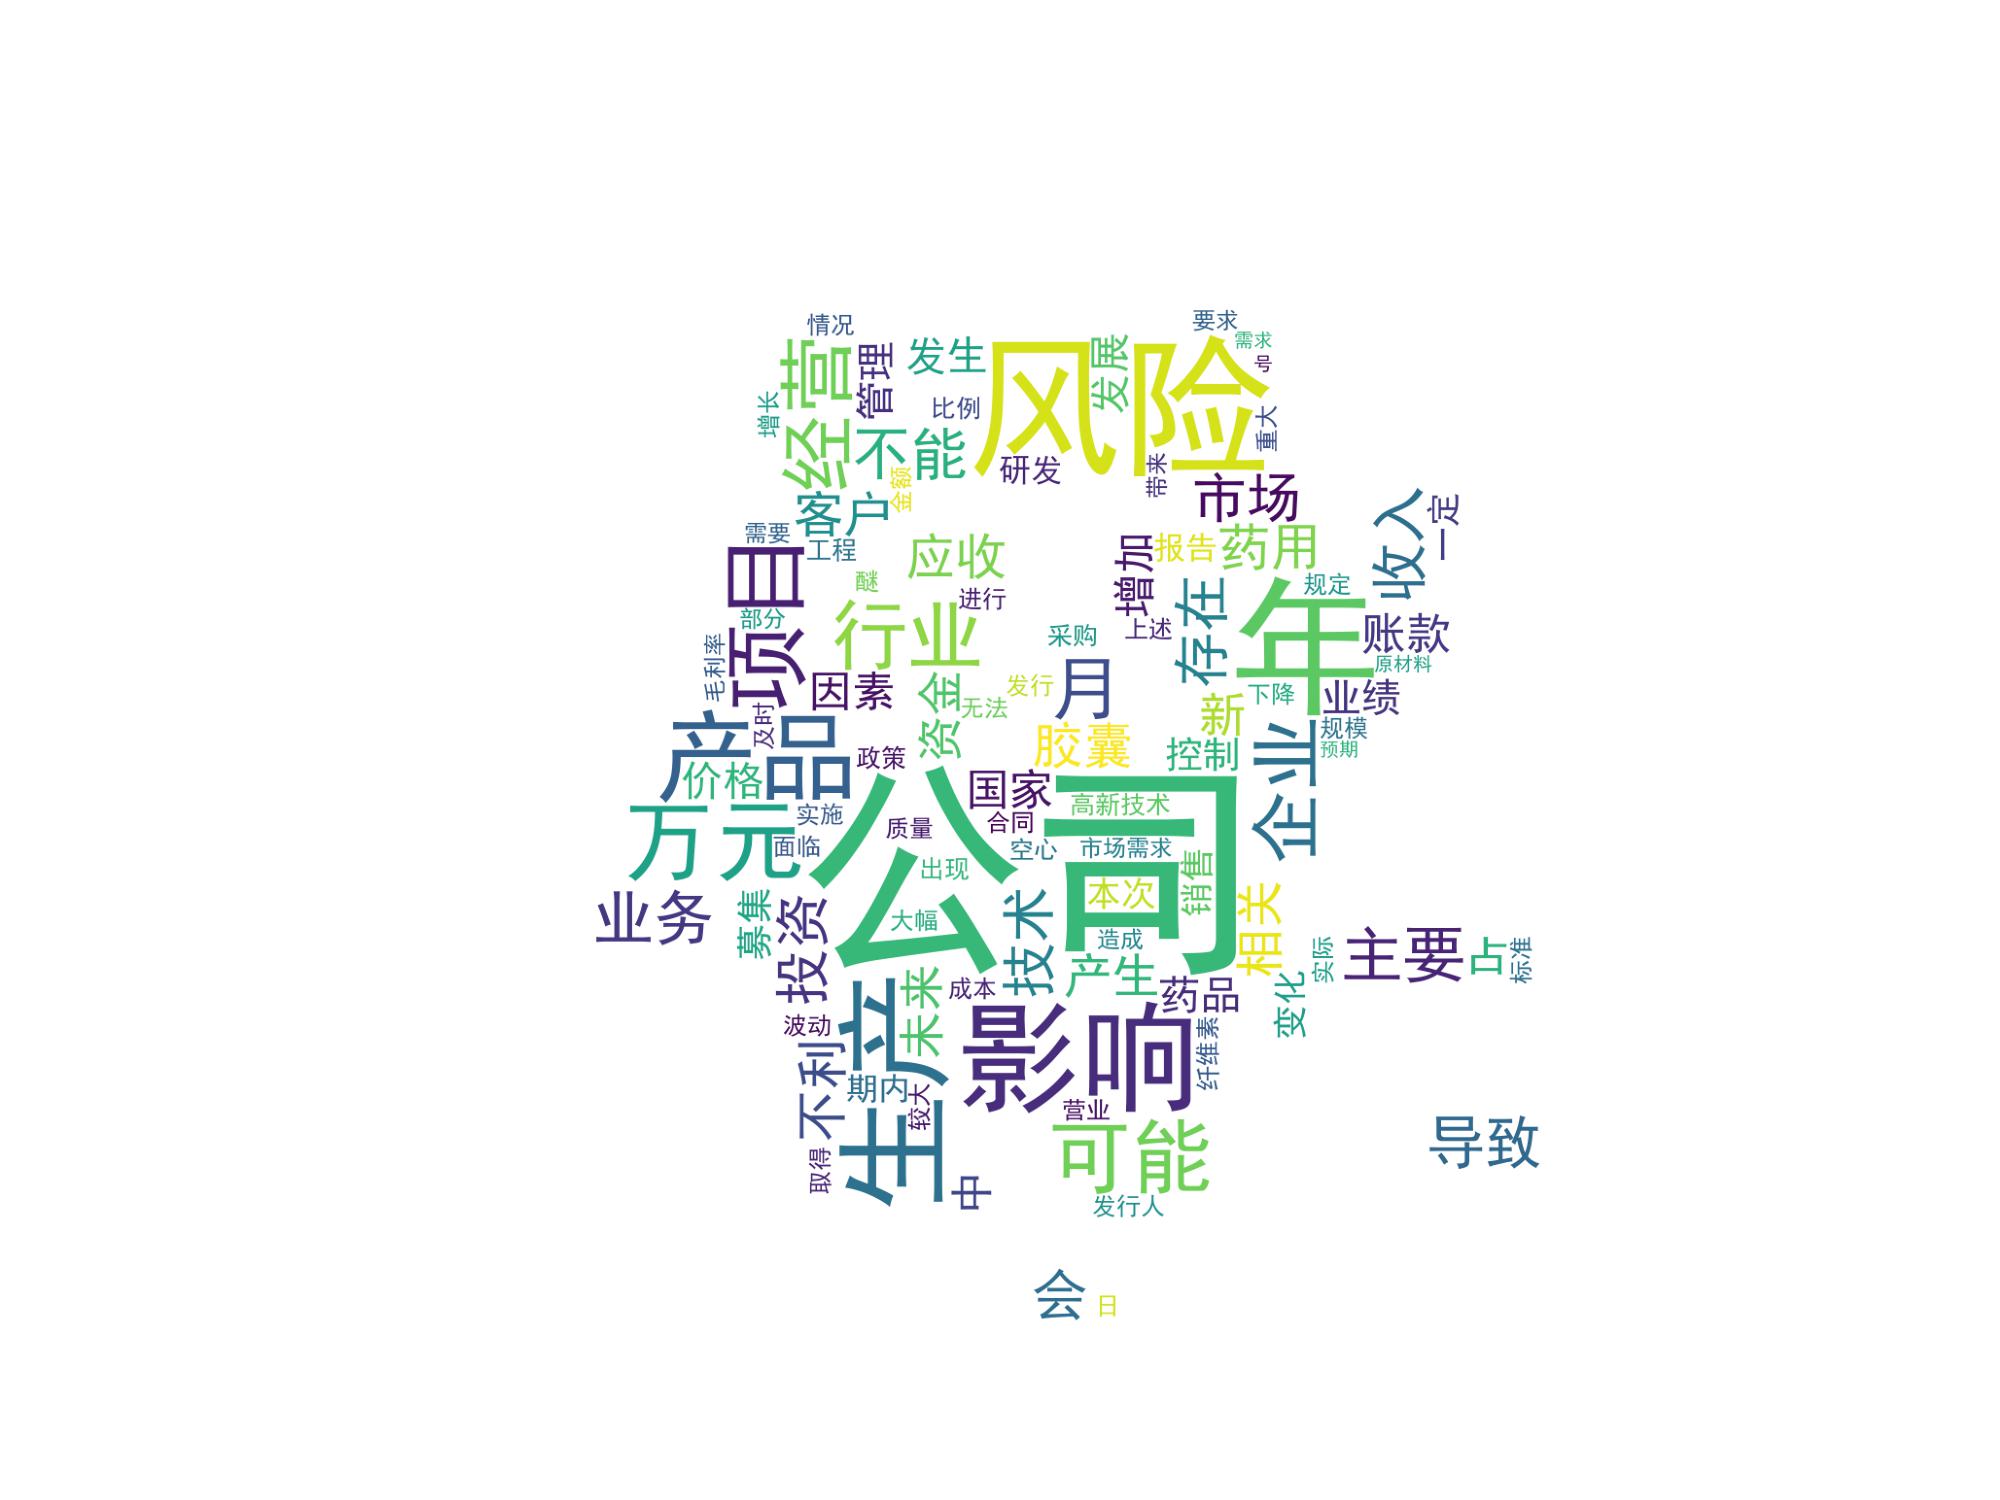 情况
要求
需求
号
发生
管理
经营
风险
发展
重大
增长
比例
不能
研发
带来
金额
市场
客户
收入
一定
需要
工程
应收
增加
报告
药用
醚
进行
规定
项目
部分
行业
上述
采购
存在
年
账款
毛利率
原材料
因素
资金
发行
月
下降
业绩
无法
新
及时
产品
规模
预期
胶囊
控制
企业
政策
价格
国家
公司
高新技术
万元
实施
质量
合同
面临
空心
市场需求
出现
销售
本次
相关
业务
募集
投资
大幅
技术
造成
主要
占
标准
实际
产生
未来
成本
药品
变化
波动
生产
影响
纤维素
不利
期内
较大
营业
可能
导致
取得
中
发行人
会
日